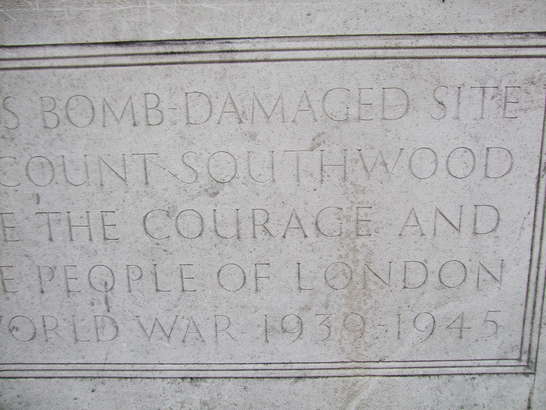 S BOMB-DAMAGED SITE
COUNT SOUTHWOOD
E THE COURAGE AND
E PEOPLE OF LONDON
WORLD WAR 1939-1945